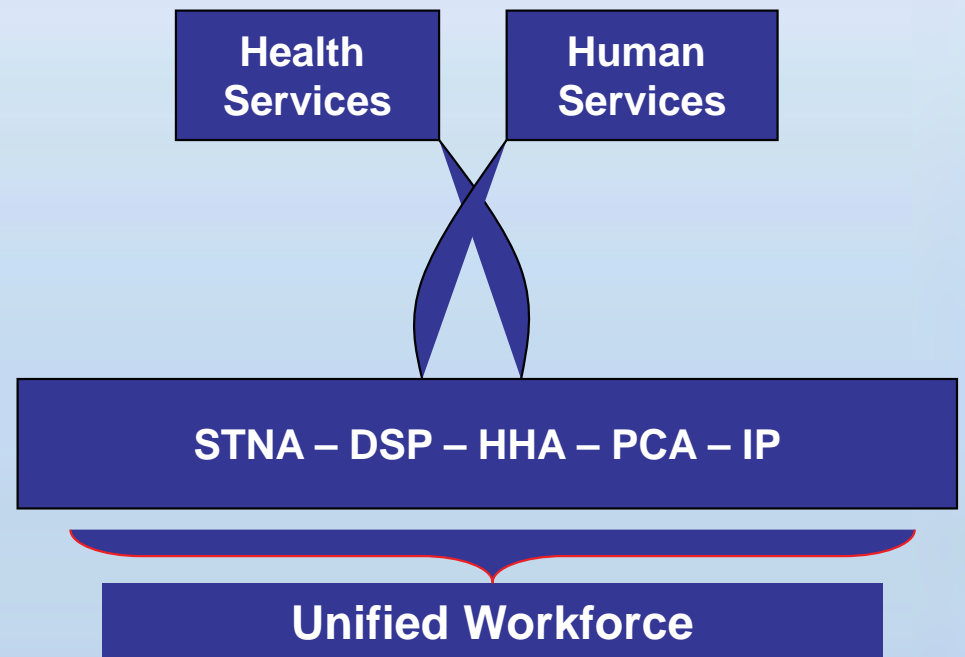 Health
Services
Human
Services
STNA – DSP – HHA – PCA – IP
Unified Workforce